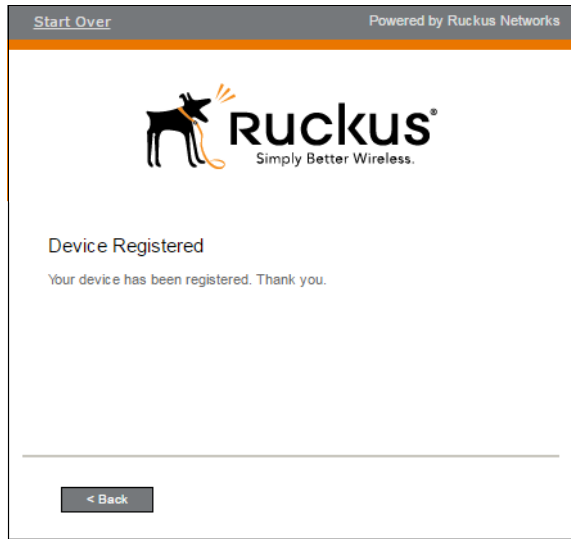 Start Over Powered by Ruckus Networks
Ruckus®
Simply Better Wireless.
Device Registered
Your device has been registered. Thank you.
< Back